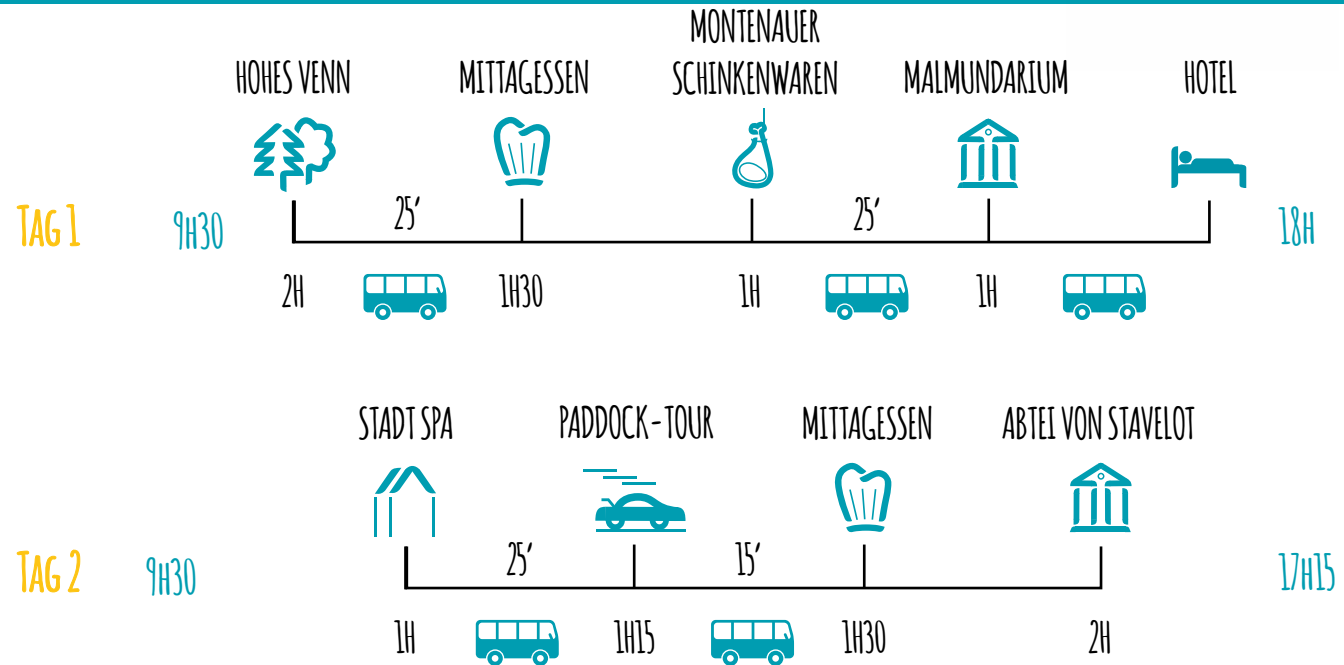 HOHES VENN
MITTAGESSEN
MONTENAUER
SCHINKENWAREN
MALMUNDARIUM
HOTEL
TAG 1
9H30
25′
25′
18H
2H
1H30
1H
1H
STADT SPA
PADDOCK-TOUR
MITTAGESSEN
ABTEI VON STAVELOT
TAG 2
9H30
25′
15′
17H15
1H
1H15
1H30
2H